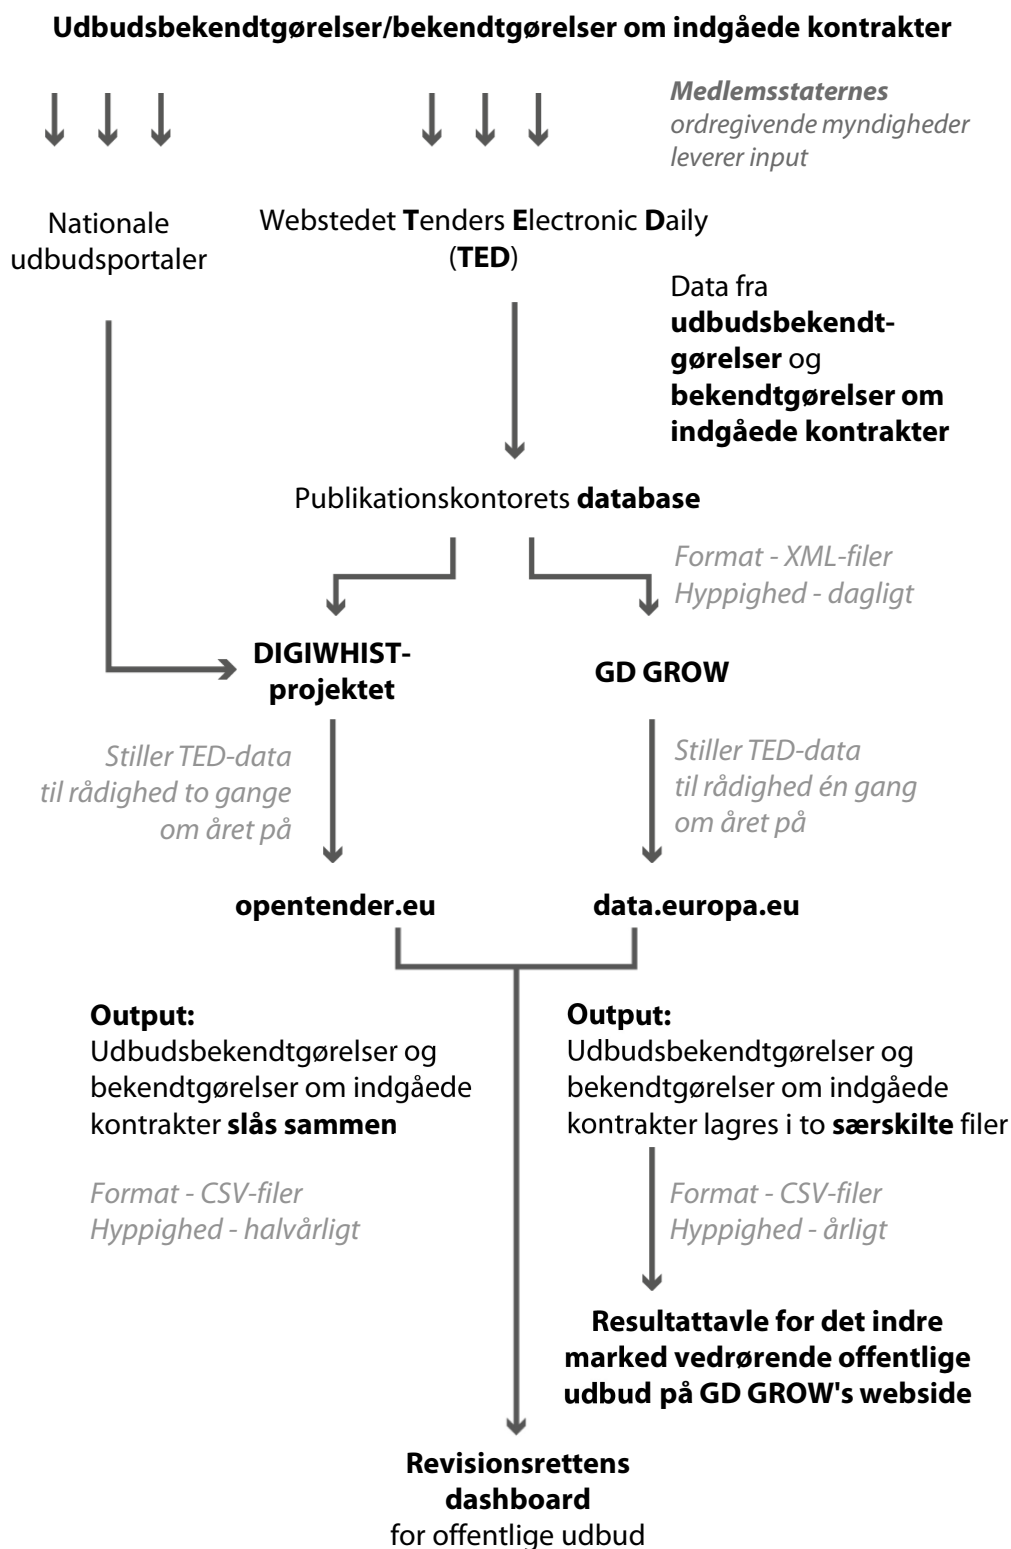 Udbudsbekendtgørelser/bekendtgørelser om indgåede kontrakter
Medlemsstaternes
ordregivende myndigheder
leverer input
Nationale
udbudsportaler
Webstedet Tenders Electronic Daily
(TED)
Data fra
udbudsbekendt-
gørelser og
bekendtgørelser om
indgåede kontrakter
Publikationskontorets database
Format - XML-filer
Hyppighed - dagligt
DIGIWHIST-
projektet
GD GROW
Stiller TED-data
til rådighed to gange
om året på
Stiller TED-data
til rådighed én gang
om året på
opentender.eu
data.europa.eu
Output:
Udbudsbekendtgørelser og
bekendtgørelser om indgåede
kontrakter slås sammen
Format - CSV-filer
Hyppighed - halvårligt
Output:
Udbudsbekendtgørelser og
bekendtgørelser om indgåede
kontrakter lagres i to særskilte filer
Format - CSV-filer
Hyppighed - årligt
Resultattavle for det indre
marked vedrørende offentlige
udbud på GD GROW's webside
Revisionsrettens
dashboard
for offentlige udbud